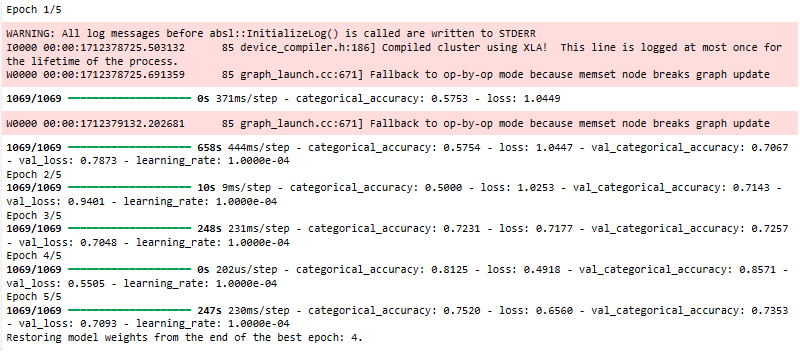 Epoch 1/5
WARNING: All log messages before absl::InitializeLog() is called are written to STDERR
I0000 00:00:1712378725.503132      85 device_compiler.h:186] Compiled cluster using XLA!  This line is logged at most once for
the lifetime of the process.
W0000 00:00:1712378725.691359      85 graph_launch.cc:671] Fallback to op-by-op mode because memset node breaks graph update
1069/1069 ━━━━━━━━━━━━━━━━━━━━ 0s 371ms/step - categorical_accuracy: 0.5753 - loss: 1.0449
W0000 00:00:1712379132.202681      85 graph_launch.cc:671] Fallback to op-by-op mode because memset node breaks graph update
1069/1069 ━━━━━━━━━━━━━━━━━━━━ 658s 444ms/step - categorical_accuracy: 0.5754 - loss: 1.0447 - val_categorical_accuracy: 0.7067
- val_loss: 0.7873 - learning_rate: 1.0000e-04
Epoch 2/5
1069/1069 ━━━━━━━━━━━━━━━━━━━━ 10s 9ms/step - categorical_accuracy: 0.5000 - loss: 1.0253 - val_categorical_accuracy: 0.7143 -
val_loss: 0.9401 - learning_rate: 1.0000e-04
Epoch 3/5
1069/1069 ━━━━━━━━━━━━━━━━━━━━ 248s 231ms/step - categorical_accuracy: 0.7231 - loss: 0.7177 - val_categorical_accuracy: 0.7257
- val_loss: 0.7048 - learning_rate: 1.0000e-04
Epoch 4/5
1069/1069 ━━━━━━━━━━━━━━━━━━━━ 0s 202us/step - categorical_accuracy: 0.8125 - loss: 0.4918 - val_categorical_accuracy: 0.8571
- val_loss: 0.5505 - learning_rate: 1.0000e-04
Epoch 5/5
1069/1069 ━━━━━━━━━━━━━━━━━━━━ 247s 230ms/step - categorical_accuracy: 0.7520 - loss: 0.6560 - val_categorical_accuracy: 0.7353
- val_loss: 0.7093 - learning_rate: 1.0000e-04
Restoring model weights from the end of the best epoch: 4.